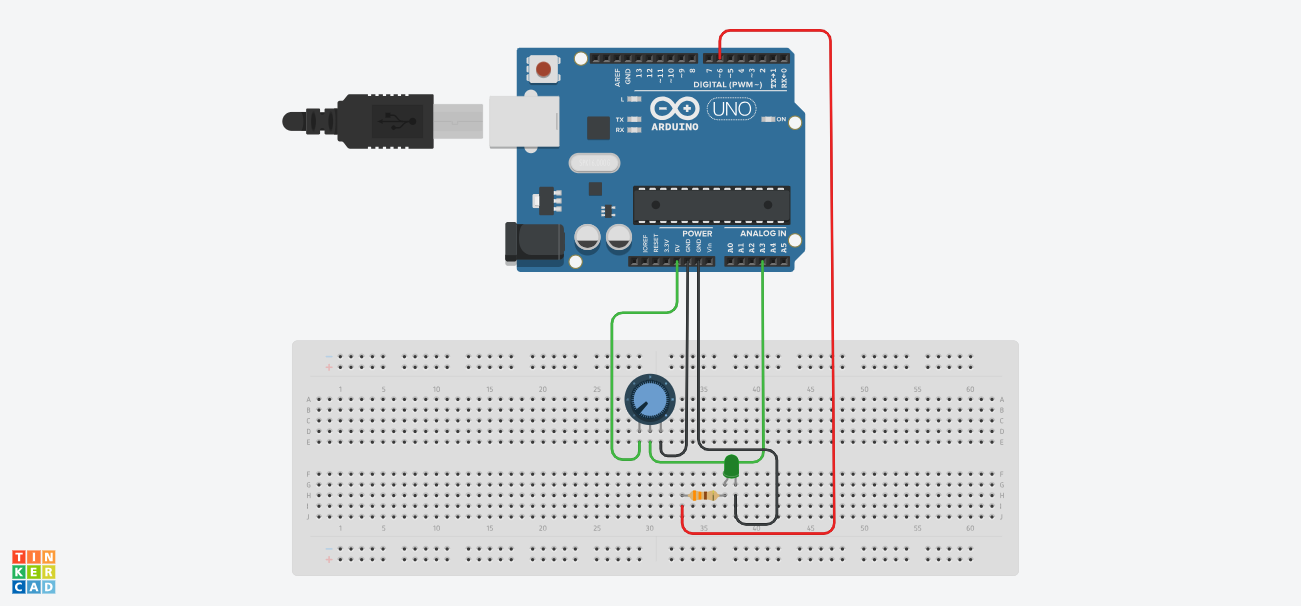 AREF
GND
13
12
~11
~10
~9
8
7
~6
~5
4
~3
2
TX→1
RX←0
DIGITAL (PWM~)
L
TX
RX
UNO
ARDUINO
ON
POWER
ANALOG IN
IOREF
RESET
3.3V
5V
GND
GND
Vin
A0
A1
A2
A3
A4
A5
1 5 10 15 20 25 35 40 45 50 55 60
A A
B B
C C
D D
E E
F F
G G
H H
I I
J J
1 5 10 15 20 25 30 35 40 45 50 55 60
TIN
KER
CAD